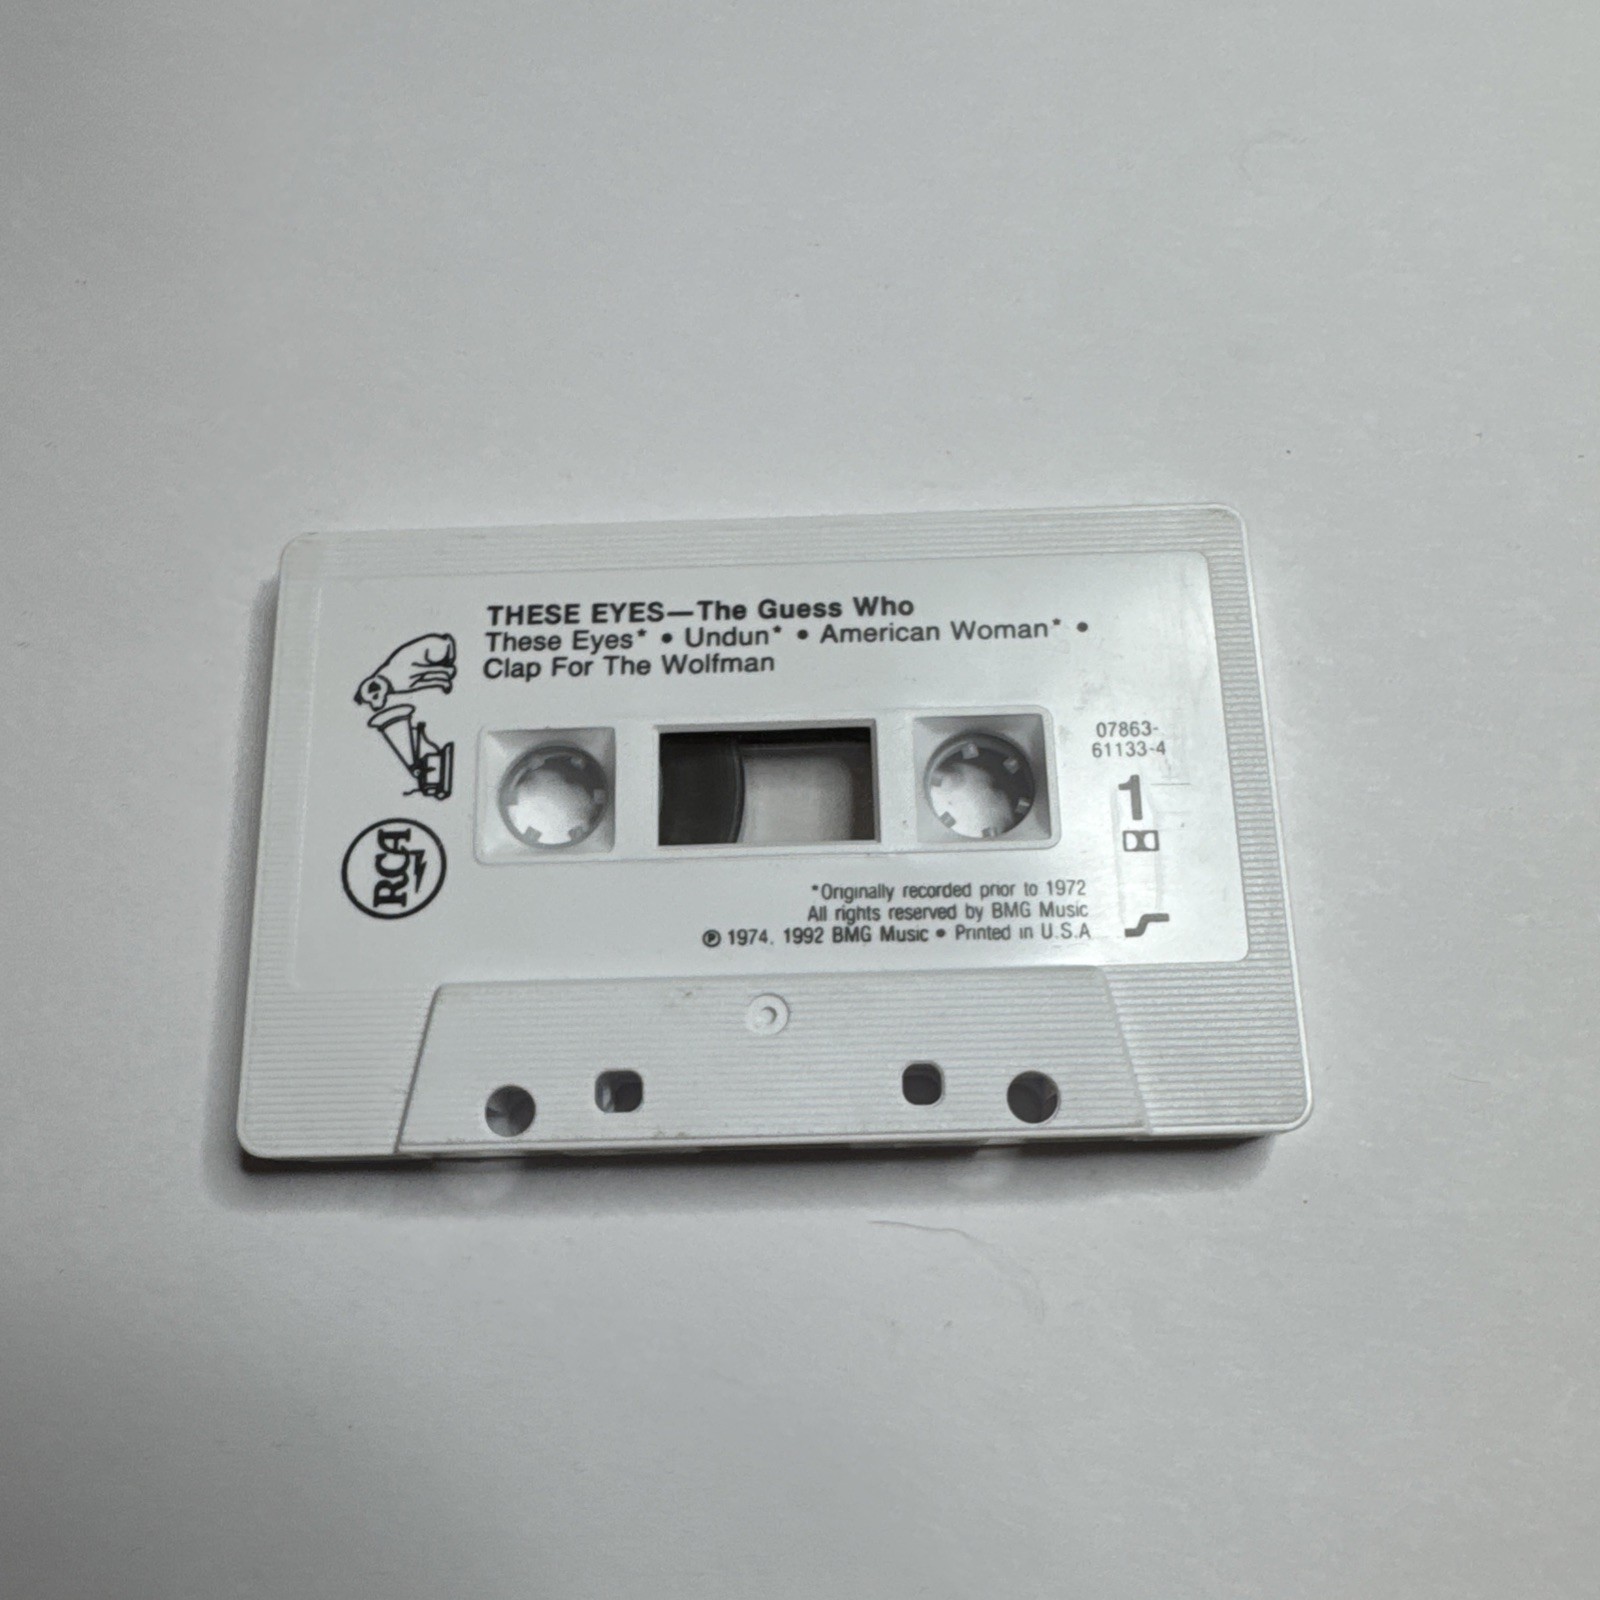 THESE EYES—The Guess Who
These Eyes* • Undun* • American Woman* •
Clap For The Wolfman
07863-
61133-4
1
RCA
*Originally recorded prior to 1972
All rights reserved by BMG Music
℗ 1974, 1992 BMG Music • Printed in U.S.A